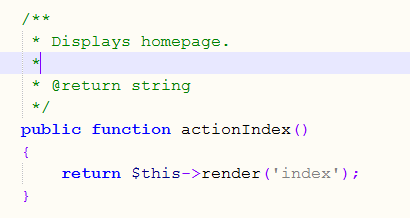 /**
 * Displays homepage.
 *
 * @return string
 */
public function actionIndex()
{
    return $this->render('index');
}